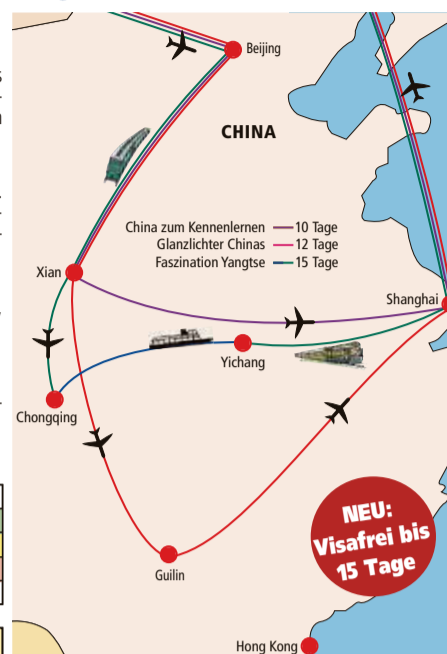 Beijing
CHINA
China zum Kennenlernen 10 Tage
Glanzlichter Chinas 12 Tage
Faszination Yangtse 15 Tage
Xian
Shanghai
Yichang
Chongqing
NEU:
Visafrei bis
15 Tage
Guilin
Hong Kong